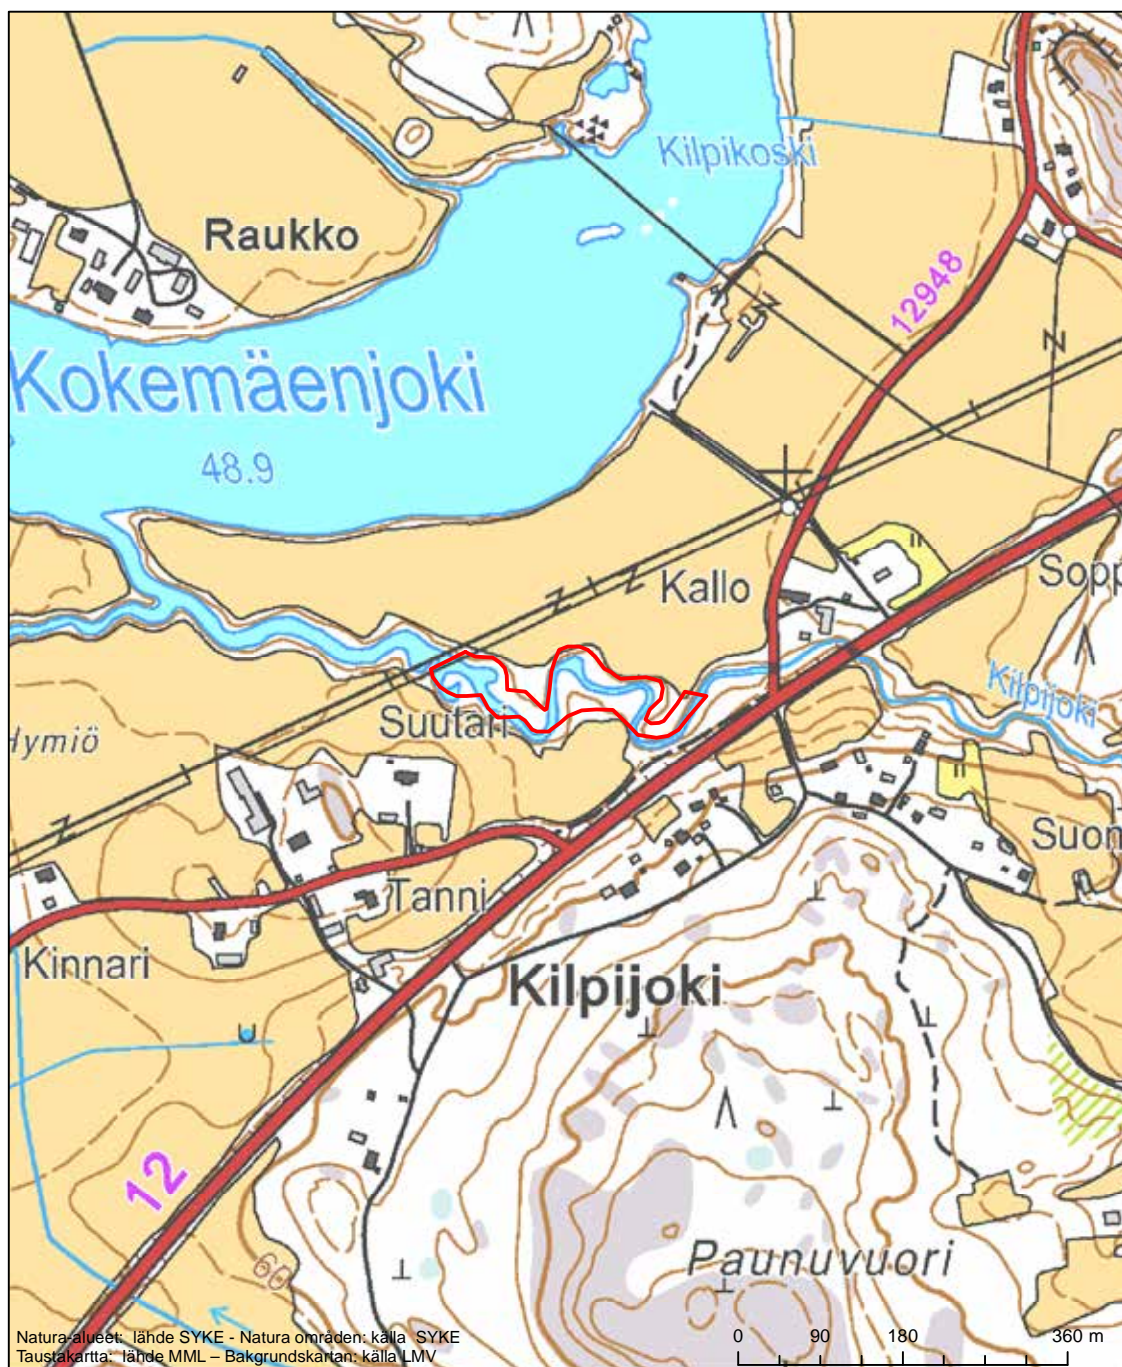 Kilpikoski
Raukko
12948
Kokemäenjoki
48.9
Kallo
Sopp
Kilpijoki
Suutari
Hymiö
Suon
Tanni
Kinnari
Kilpijoki
12
Paunuvuori
60
Natura-alueet: lähde SYKE - Natura områden: källa SYKE
0 90 180 360 m
Taustakartta: lähde MML – Bakgrundskartan: källa LMV